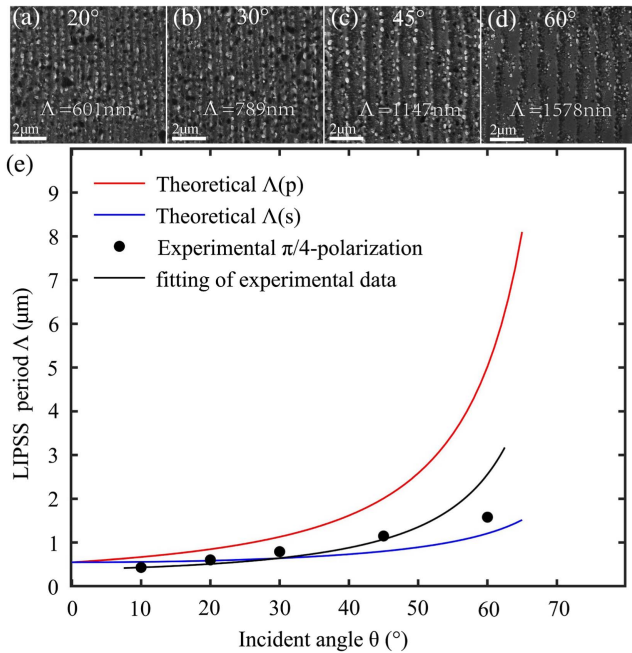 (a) 20°
(b) 30°
(c) 45°
(d) 60°
Λ=601nm
Λ=789nm
Λ=1147nm
Λ=1578nm
2μm
2μm
2μm
2μm
(e)
9
8
7
6
5
4
3
2
1
0
LIPSS period Λ (μm)
Theoretical Λ(p)
Theoretical Λ(s)
Experimental π/4-polarization
fitting of experimental data
0 10 20 30 40 50 60 70
Incident angle θ (°)